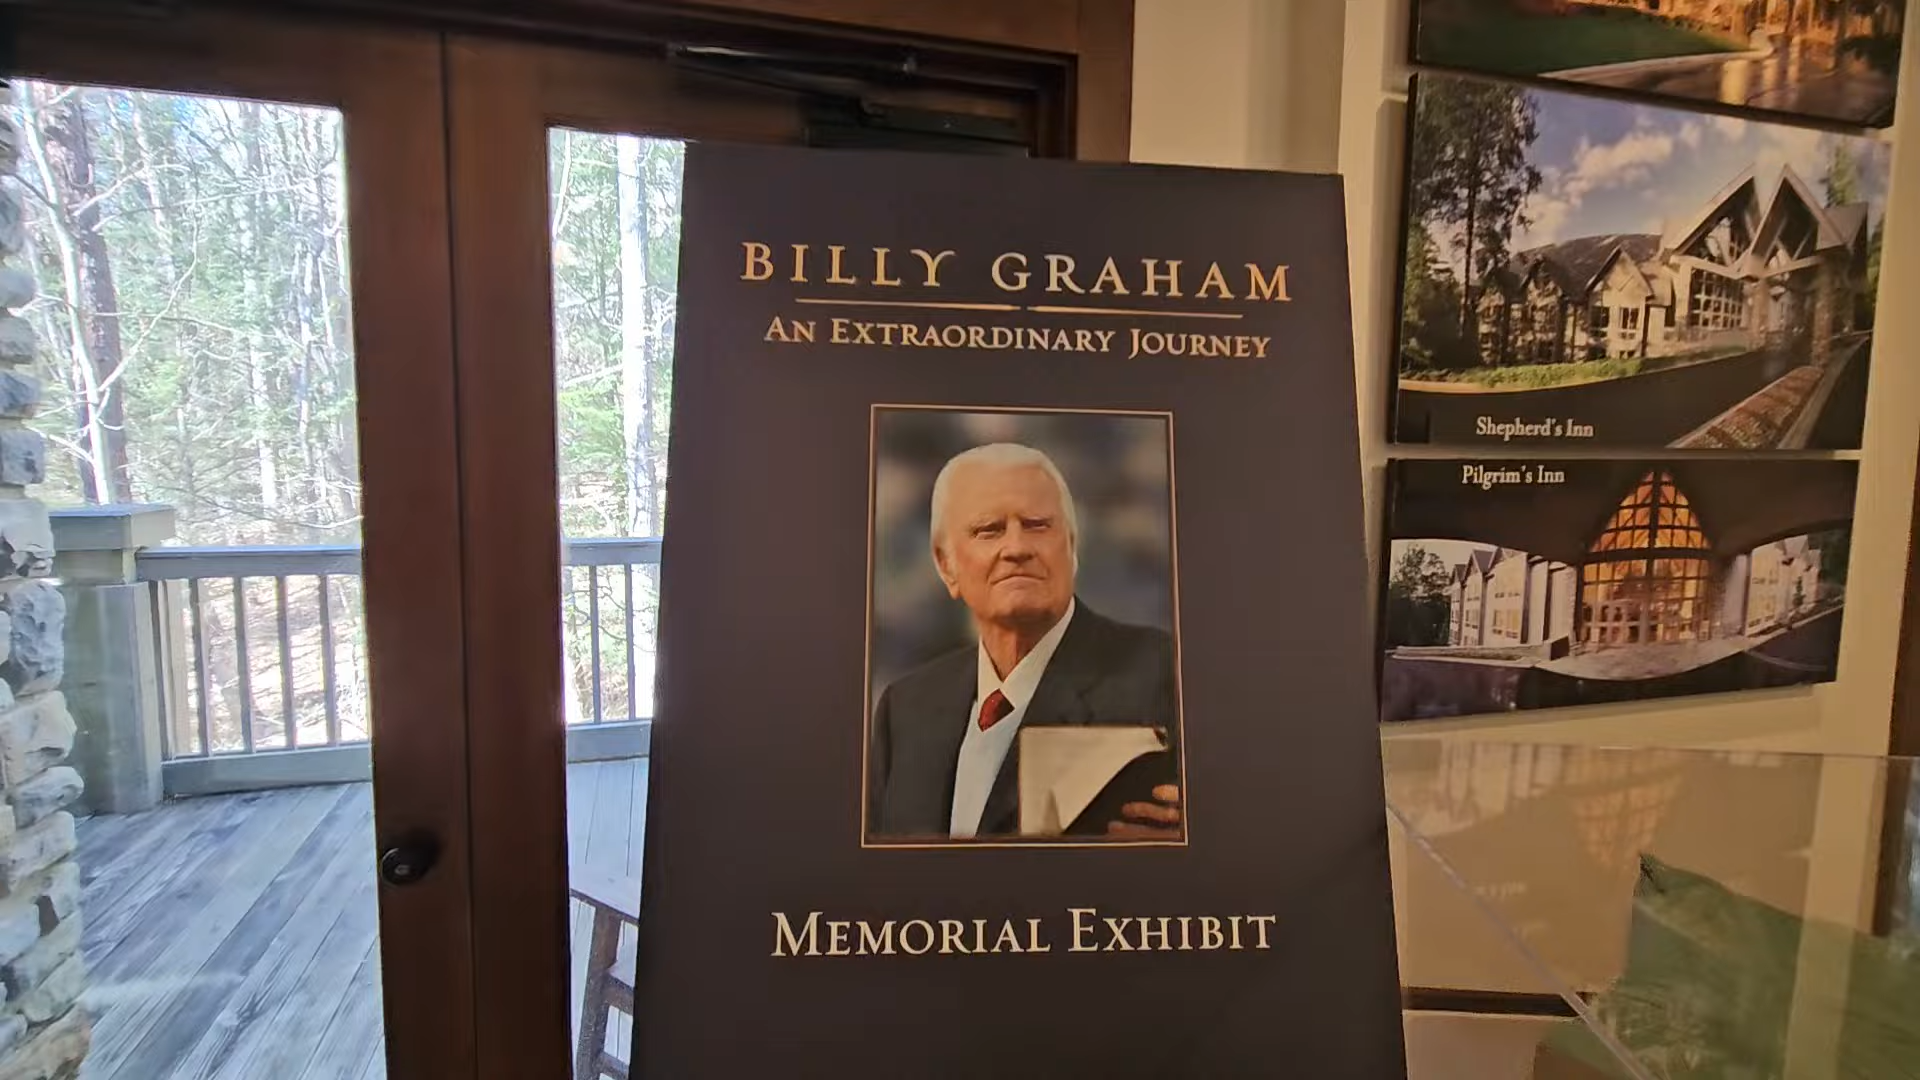 BILLY GRAHAM
AN EXTRAORDINARY JOURNEY
MEMORIAL EXHIBIT
Shepherd's Inn
Pilgrim's Inn